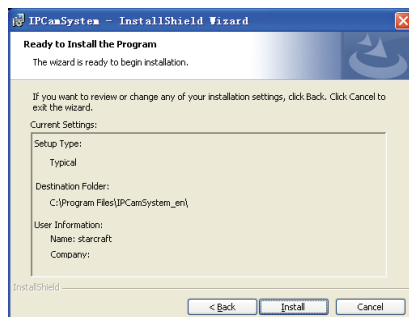 IPCamSystem - InstallShield Wizard
Ready to Install the Program
The wizard is ready to begin installation.
If you want to review or change any of your installation settings, click Back. Click Cancel to
exit the wizard.
Current Settings:
Setup Type:
Typical
Destination Folder:
C:\Program Files\IPCamSystem_en\
User Information:
Name: starcraft
Company:
InstallShield
< Back
Install
Cancel